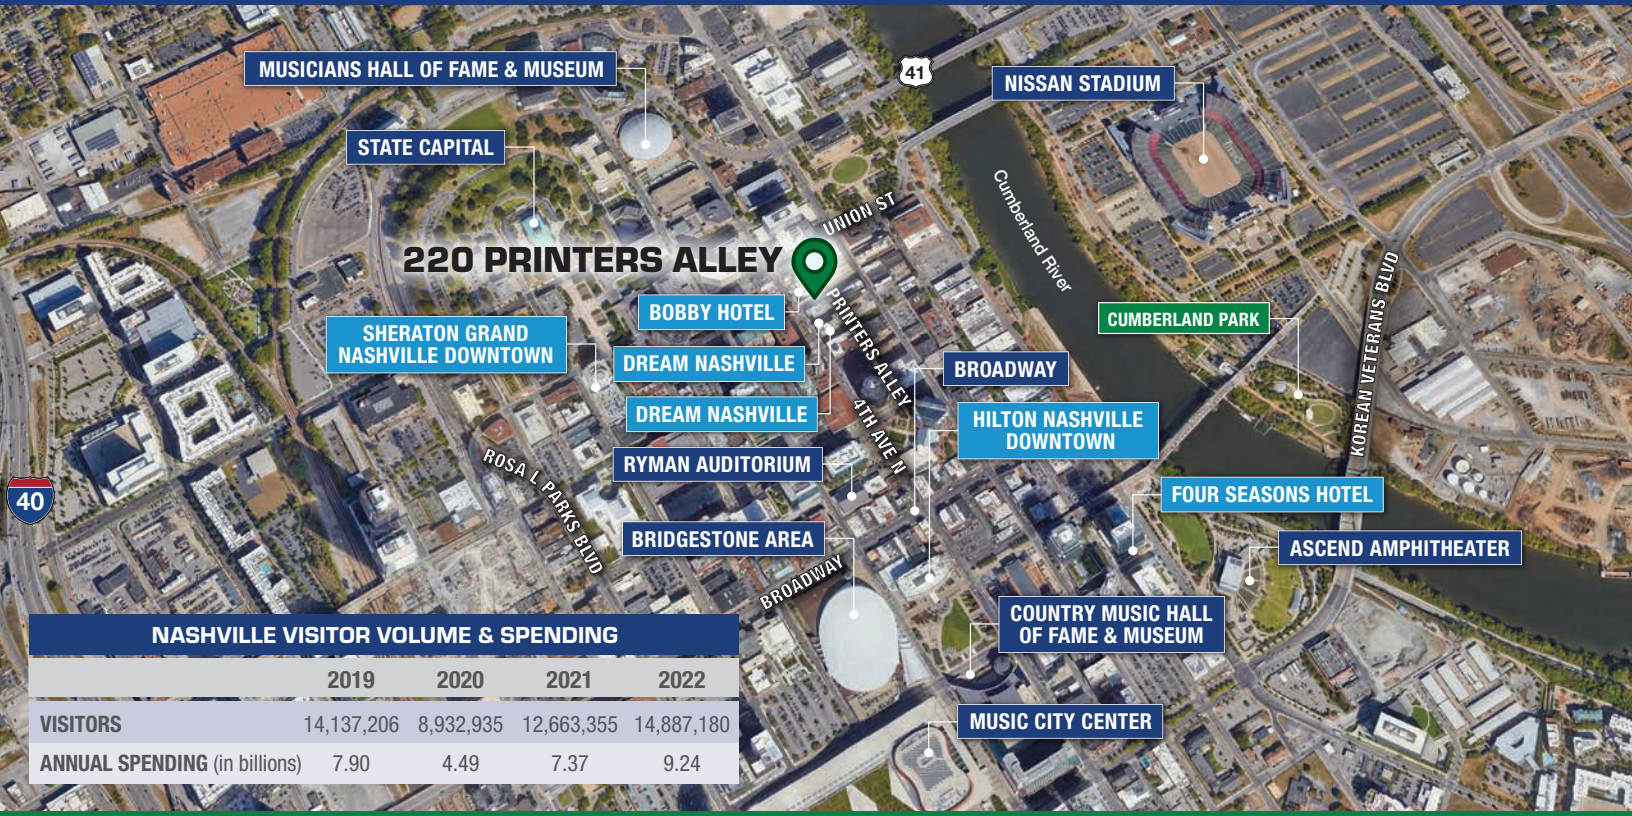 MUSICIANS HALL OF FAME & MUSEUM
41
NISSAN STADIUM
STATE CAPITAL
Cumberland River
UNION ST
220 PRINTERS ALLEY
BOBBY HOTEL
PRINTERS ALLEY
CUMBERLAND PARK
KOREAN VETERANS BLVD
SHERATON GRAND
NASHVILLE DOWNTOWN
DREAM NASHVILLE
BROADWAY
DREAM NASHVILLE
4TH AVE N
HILTON NASHVILLE
DOWNTOWN
RYMAN AUDITORIUM
ROSA L PARKS BLVD
40
FOUR SEASONS HOTEL
BRIDGESTONE AREA
ASCEND AMPHITHEATER
BROADWAY
COUNTRY MUSIC HALL
OF FAME & MUSEUM
MUSIC CITY CENTER
NASHVILLE VISITOR VOLUME & SPENDING
2019 2020 2021 2022
VISITORS 14,137,206 8,932,935 12,663,355 14,887,180
ANNUAL SPENDING (in billions) 7.90 4.49 7.37 9.24